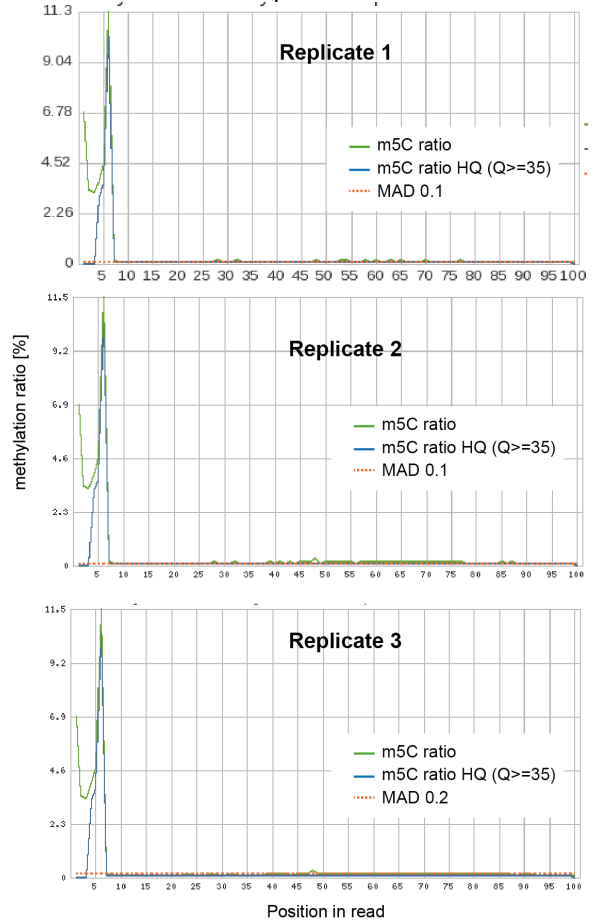 11.3
Replicate 1
9.04
6.78
m5C ratio
m5C ratio HQ (Q>=35)
MAD 0.1
4.52
2.26
0
5 10 15 20 25 30 35 40 45 50 55 60 65 70 75 80 85 90 95 100
11.5
Replicate 2
9.2
methylation ratio [%]
6.9
m5C ratio
m5C ratio HQ (Q>=35)
MAD 0.1
4.6
2.3
0
5 10 15 20 25 30 35 40 45 50 55 60 65 70 75 80 85 90 95 100
11.5
Replicate 3
9.2
6.9
m5C ratio
m5C ratio HQ (Q>=35)
MAD 0.2
4.6
2.3
0
5 10 15 20 25 30 35 40 45 50 55 60 65 70 75 80 85 90 95 100
Position in read